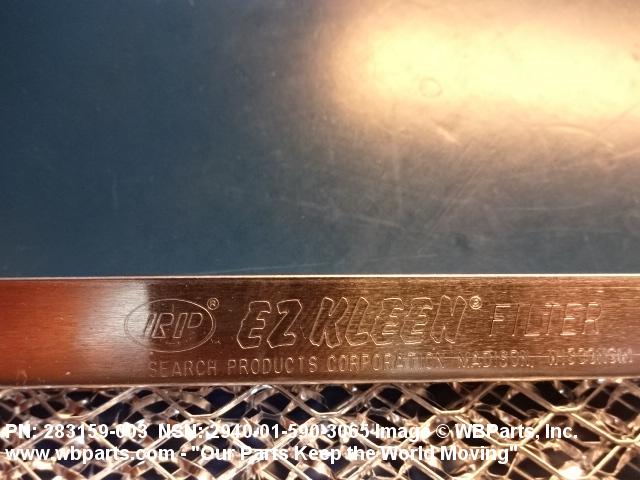 RP® EZ KLEEN® FILTER
SEARCH PRODUCTS CORPORATION MADISON, WISCONSI
PN: 283159-003 NSN: 2940-01-590-3065 Image © WBParts, Inc.
www.wbparts.com - "Our Parts Keep the World Moving"